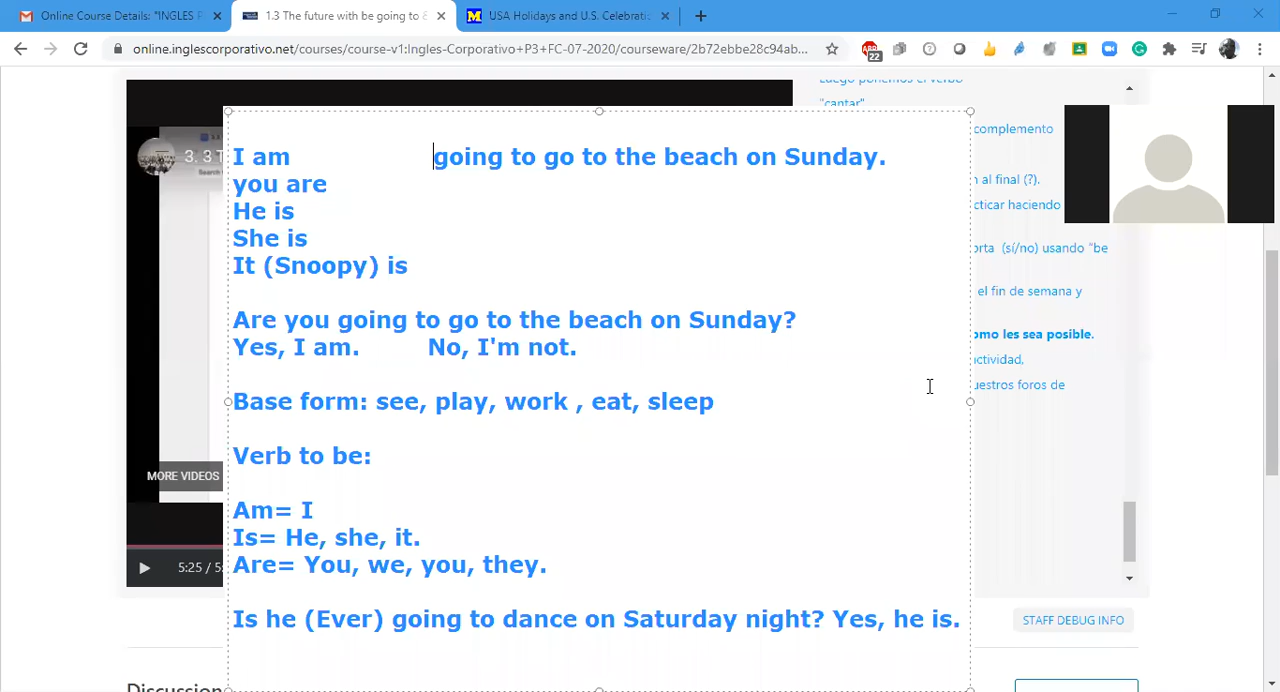 Online Course Details: "INGLES P
1.3 The future with be going to &
USA Holidays and U.S. Celebrati
online.inglescorporativo.net/courses/course-v1:Ingles-Corporativo+P3+FC-07-2020/courseware/2b72ebbe28c94ab...
22
Luego ponemos el verbo
"cantar"
complemento
n al final (?).
cticar haciendo
orta (sí/no) usando "be
el fin de semana y
omo les sea posible.
ctividad,
uestros foros de
3. 3 T
I am going to go to the beach on Sunday.
you are
He is
She is
It (Snoopy) is
Are you going to go to the beach on Sunday?
Yes, I am. No, I'm not.
Base form: see, play, work , eat, sleep
Verb to be:
Am= I
Is= He, she, it.
Are= You, we, you, they.
Is he (Ever) going to dance on Saturday night? Yes, he is.
MORE VIDEOS
5:25 / 5:
STAFF DEBUG INFO
Discussion